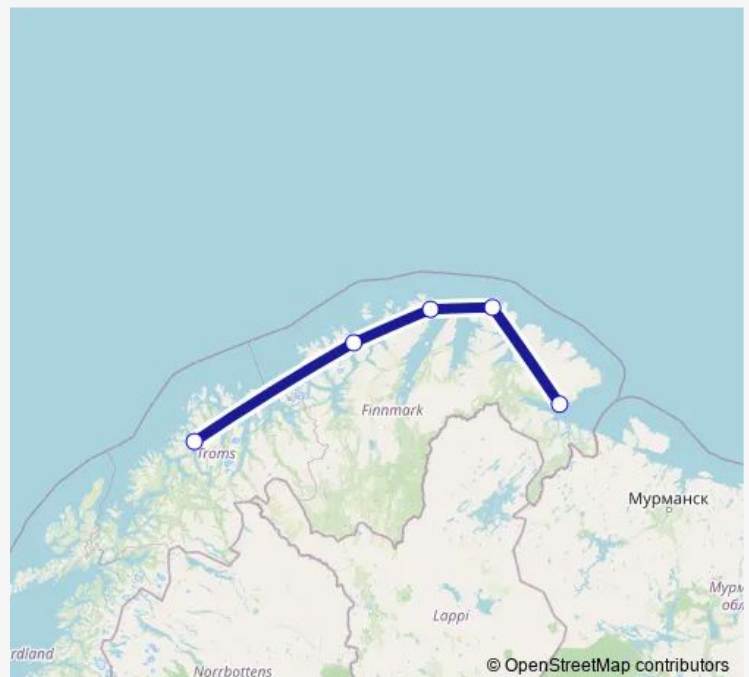 Finnmark
Troms
Мурманск
Lappi
Мурм
обл
rdland
Norrbottens
© OpenStreetMap contributors